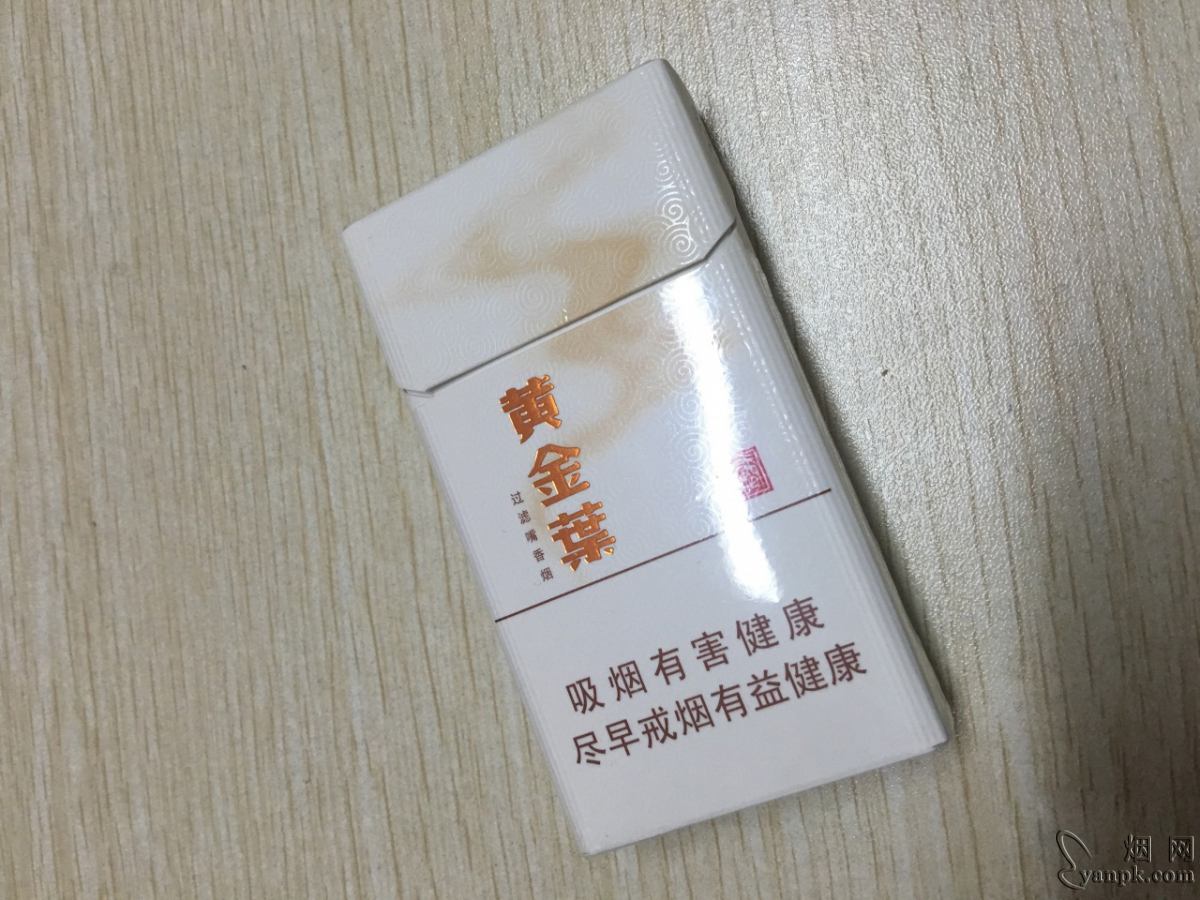 黄金葉
过滤嘴香烟
吸烟有害健康
尽早戒烟有益健康
烟网
yanpk.com